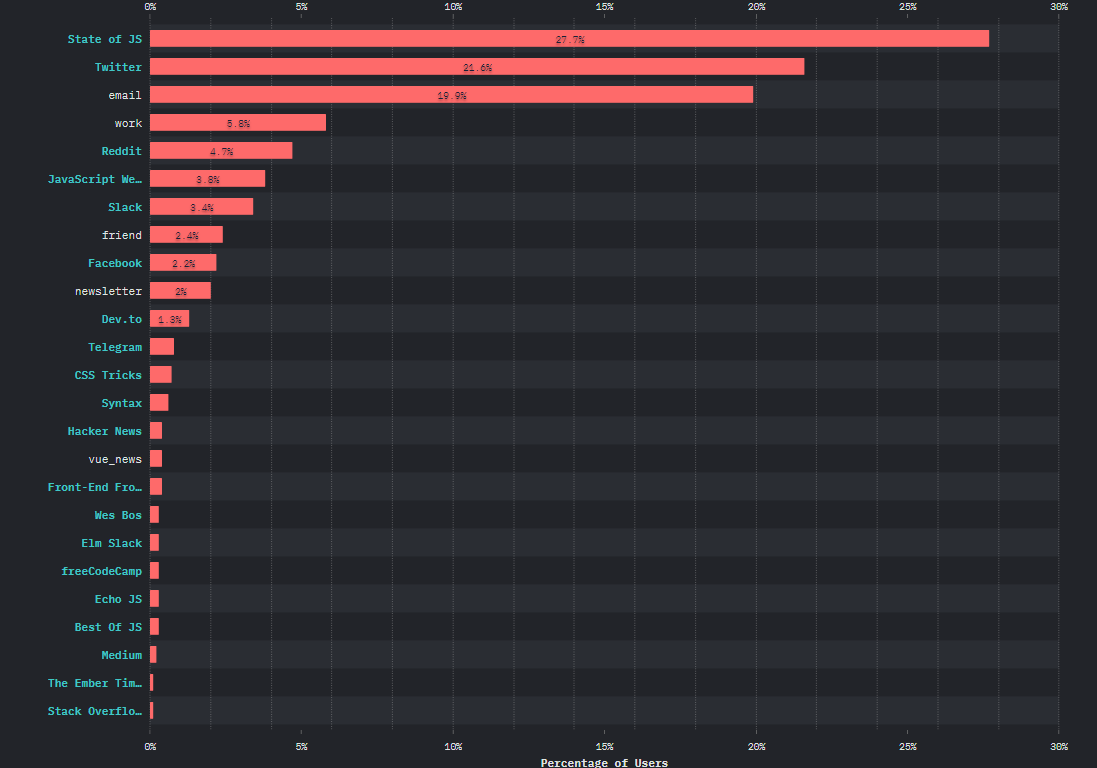 0% 5% 10% 15% 20% 25% 30%
State of JS 27.7%
Twitter 21.6%
email 19.9%
work 5.8%
Reddit 4.7%
JavaScript We… 3.8%
Slack 3.4%
friend 2.4%
Facebook 2.2%
newsletter 2%
Dev.to 1.3%
Telegram
CSS Tricks
Syntax
Hacker News
vue_news
Front-End Fro…
Wes Bos
Elm Slack
freeCodeCamp
Echo JS
Best Of JS
Medium
The Ember Tim…
Stack Overflo…
0% 5% 10% 15% 20% 25% 30%
Percentage of Users